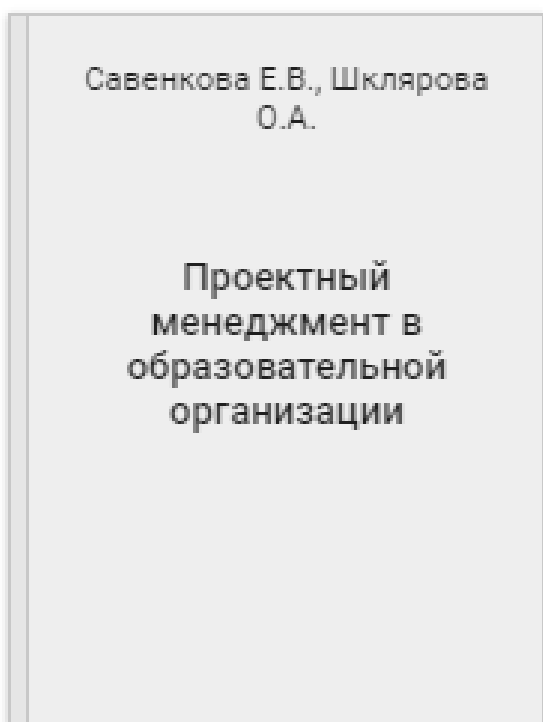 Савенкова Е.В., Шклярова
О.А.
Проектный
менеджмент в
образовательной
организации